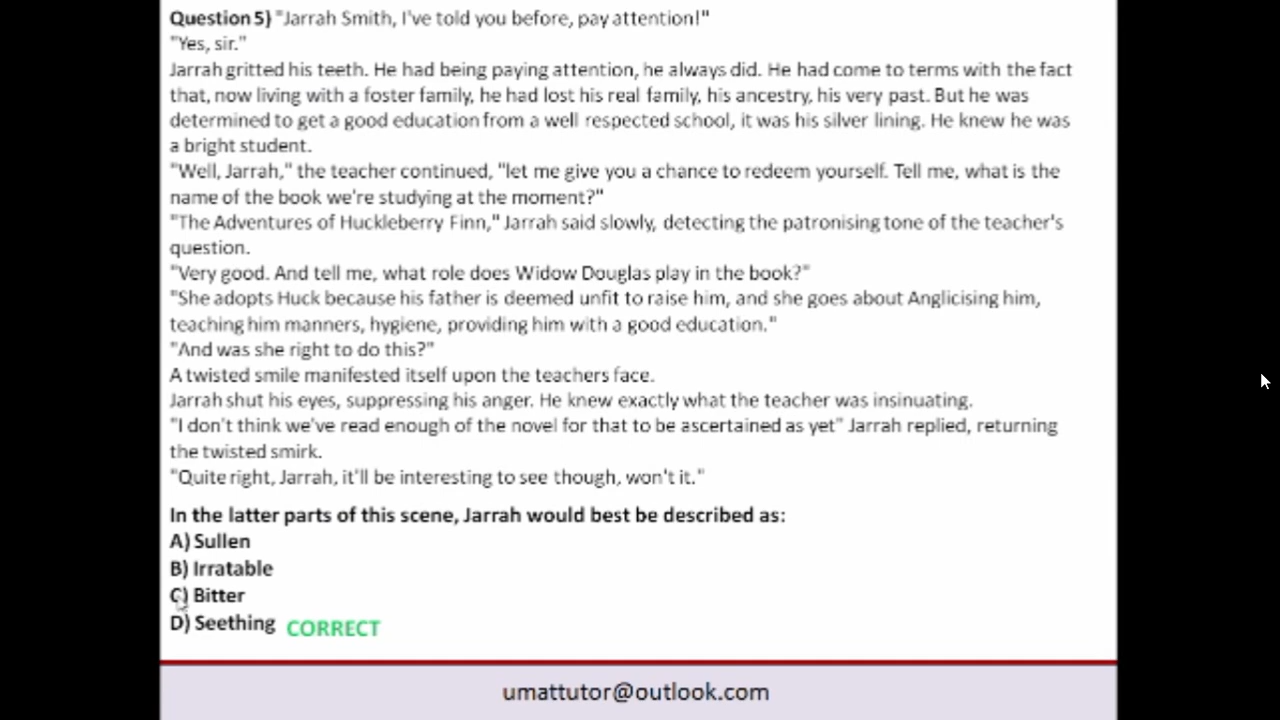 Question 5) "Jarrah Smith, I've told you before, pay attention!"
"Yes, sir."
Jarrah gritted his teeth. He had being paying attention, he always did. He had come to terms with the fact
that, now living with a foster family, he had lost his real family, his ancestry, his very past. But he was
determined to get a good education from a well respected school, it was his silver lining. He knew he was
a bright student.
"Well, Jarrah," the teacher continued, "let me give you a chance to redeem yourself. Tell me, what is the
name of the book we're studying at the moment?"
"The Adventures of Huckleberry Finn," Jarrah said slowly, detecting the patronising tone of the teacher's
question.
"Very good. And tell me, what role does Widow Douglas play in the book?"
"She adopts Huck because his father is deemed unfit to raise him, and she goes about Anglicising him,
teaching him manners, hygiene, providing him with a good education."
"And was she right to do this?"
A twisted smile manifested itself upon the teachers face.
Jarrah shut his eyes, suppressing his anger. He knew exactly what the teacher was insinuating.
"I don't think we've read enough of the novel for that to be ascertained as yet" Jarrah replied, returning
the twisted smirk.
"Quite right, Jarrah, it'll be interesting to see though, won't it."
In the latter parts of this scene, Jarrah would best be described as:
A) Sullen
B) Irratable
C) Bitter
D) Seething CORRECT
umattutor@outlook.com